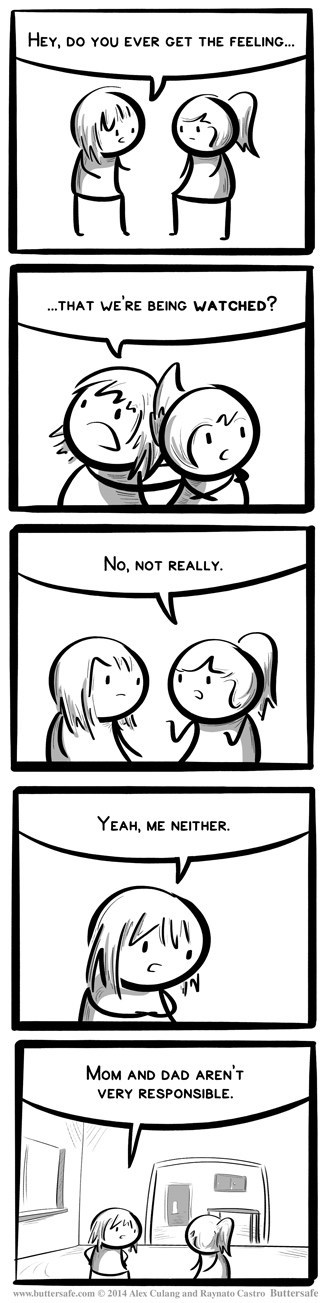 Hey, do you ever get the feeling...
...that we're being watched?
No, not really.
Yeah, me neither.
Mom and dad aren't
very responsible.
www.buttersafe.com © 2014 Alex Culang and Raynato Castro Buttersafe